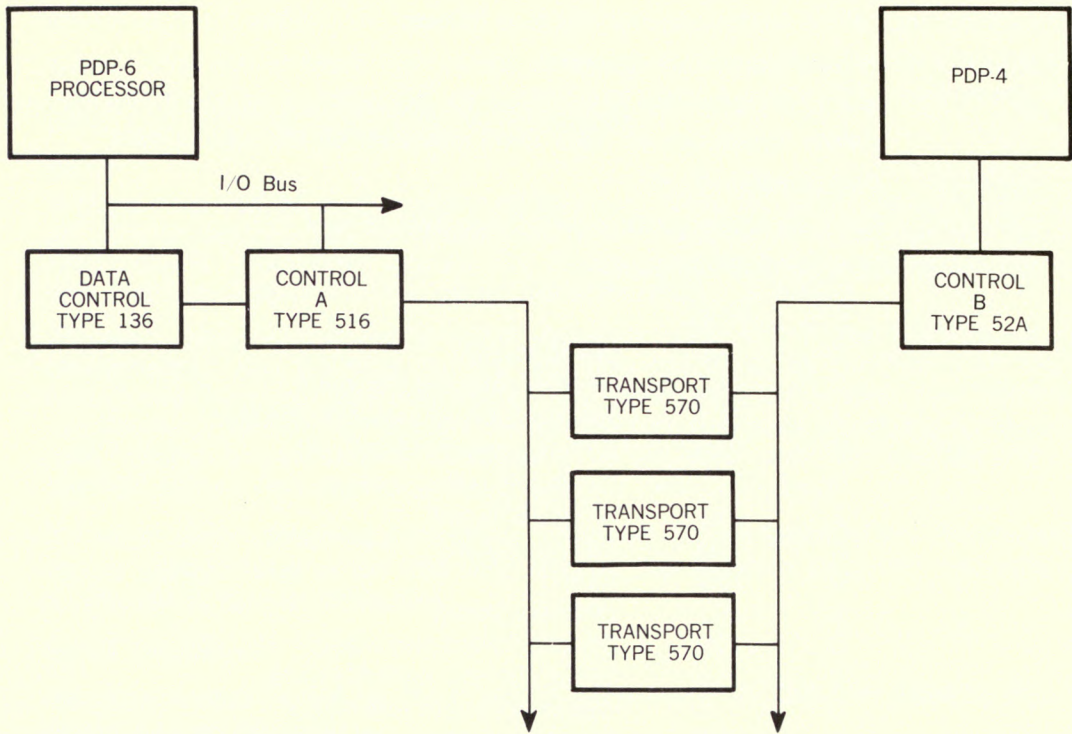 PDP-6
PROCESSOR
PDP-4
I/O Bus
DATA
CONTROL
TYPE 136
CONTROL
A
TYPE 516
CONTROL
B
TYPE 52A
TRANSPORT
TYPE 570
TRANSPORT
TYPE 570
TRANSPORT
TYPE 570